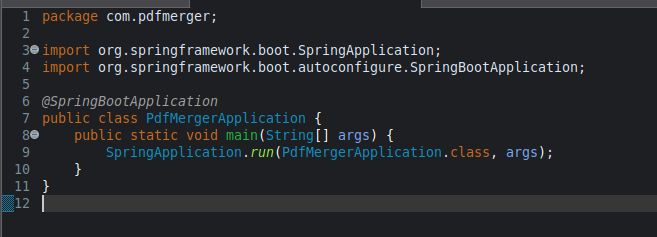 1 package com.pdfmerger;
2
3 import org.springframework.boot.SpringApplication;
4 import org.springframework.boot.autoconfigure.SpringBootApplication;
5
6 @SpringBootApplication
7 public class PdfMergerApplication {
8     public static void main(String[] args) {
9         SpringApplication.run(PdfMergerApplication.class, args);
10     }
11 }
12